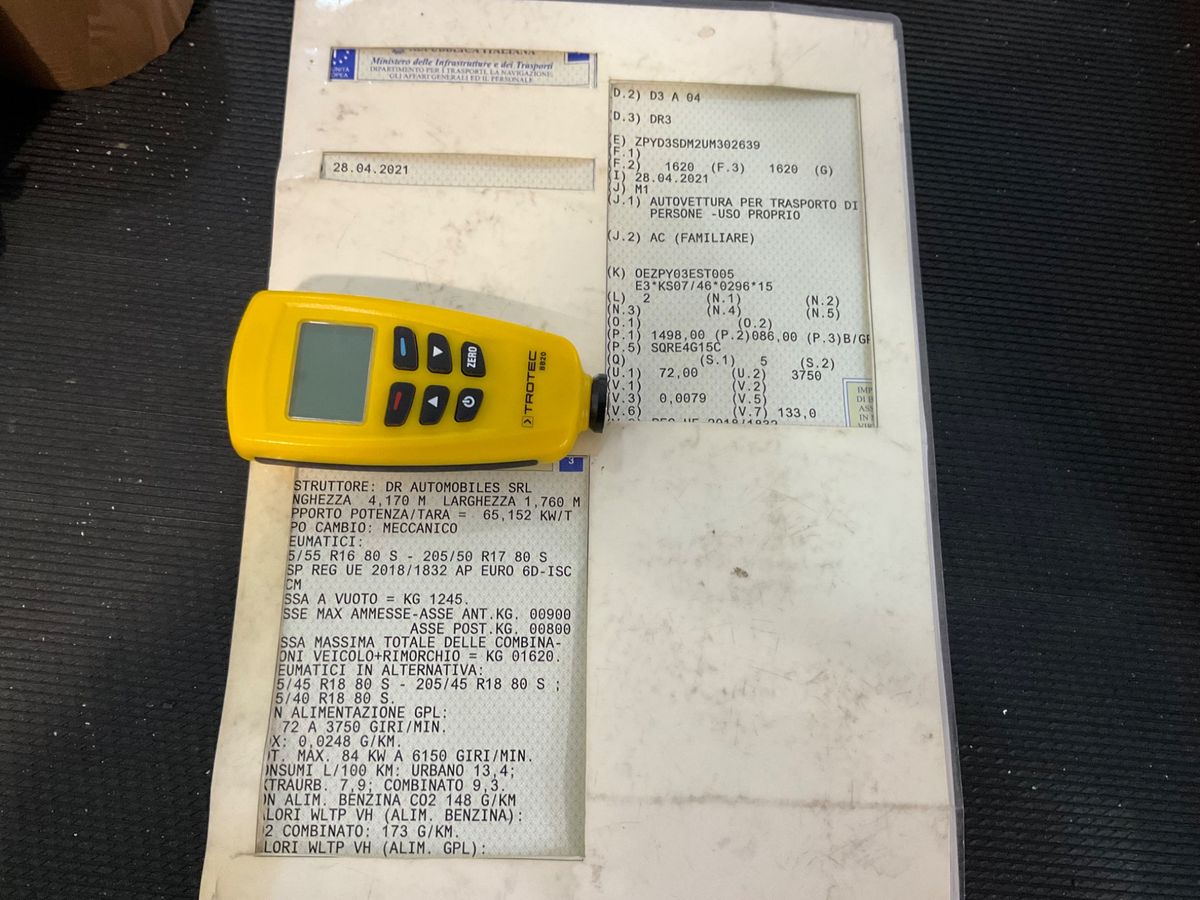 REPUBBLICA ITALIANA
Ministero delle Infrastrutture e dei Trasporti
DIPARTIMENTO PER I TRASPORTI, LA NAVIGAZIONE,
GLI AFFARI GENERALI ED IL PERSONALE
28.04.2021
D.2) D3 A 04
D.3) DR3
E) ZPYD3SDM2UM302639
(F.1)
(F.2) 1620 (F.3) 1620 (G)
(I) 28.04.2021
(J) M1
(J.1) AUTOVETTURA PER TRASPORTO DI
PERSONE -USO PROPRIO
(J.2) AC (FAMILIARE)
(K) OEZPY03EST005
E3*KS07/46*0296*15
(L) 2 (N.1) (N.2)
(N.3) (N.4) (N.5)
(O.1) (O.2)
(P.1) 1498,00 (P.2)086,00 (P.3)B/GP
(P.5) SQRE4G15C
(Q) (S.1) 5 (S.2)
(U.1) 72,00 (U.2) 3750
(V.1) (V.2)
(V.3) 0,0079 (V.5)
(V.6) (V.7) 133,0
REG UE 2018/1832
ZERO
TROTEC
BB20
3
STRUTTORE: DR AUTOMOBILES SRL
NGHEZZA 4,170 M LARGHEZZA 1,760 M
PPORTO POTENZA/TARA = 65,152 KW/T
PO CAMBIO: MECCANICO
EUMATICI:
5/55 R16 80 S - 205/50 R17 80 S
SP REG UE 2018/1832 AP EURO 6D-ISC
CM
SSA A VUOTO = KG 1245.
SSE MAX AMMESSE-ASSE ANT.KG. 00900
ASSE POST.KG. 00800
SSA MASSIMA TOTALE DELLE COMBINA-
ONI VEICOLO+RIMORCHIO = KG 01620.
EUMATICI IN ALTERNATIVA:
5/45 R18 80 S - 205/45 R18 80 S ;
5/40 R18 80 S.
N ALIMENTAZIONE GPL:
72 A 3750 GIRI/MIN.
X: 0,0248 G/KM.
T. MAX. 84 KW A 6150 GIRI/MIN.
NSUMI L/100 KM: URBANO 13,4;
TRAURB. 7,9; COMBINATO 9,3.
N ALIM. BENZINA CO2 148 G/KM
LORI WLTP VH (ALIM. BENZINA):
2 COMBINATO: 173 G/KM.
LORI WLTP VH (ALIM. GPL):